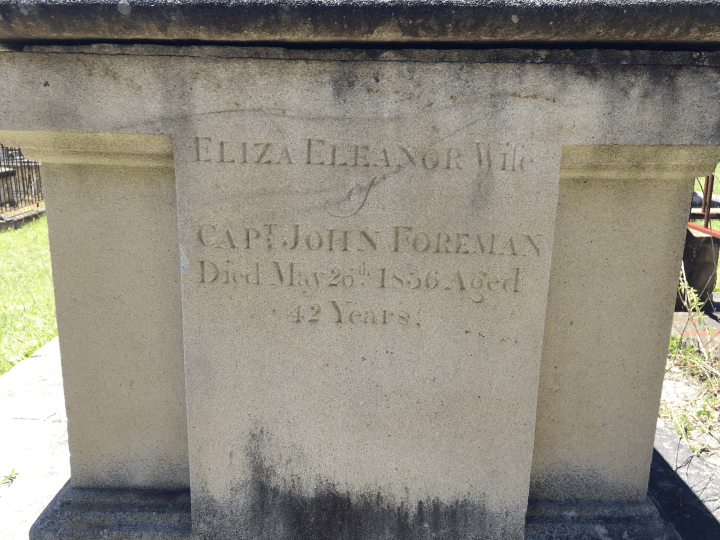 ELIZA ELEANOR Wife
of
CAPT. JOHN FOREMAN
Died May 26th 1836 Aged
42 Years.